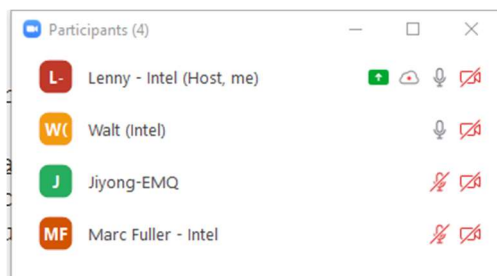 Participants (4)
L- Lenny - Intel (Host, me)
W( Walt (Intel)
J Jiyong-EMQ
MF Marc Fuller - Intel